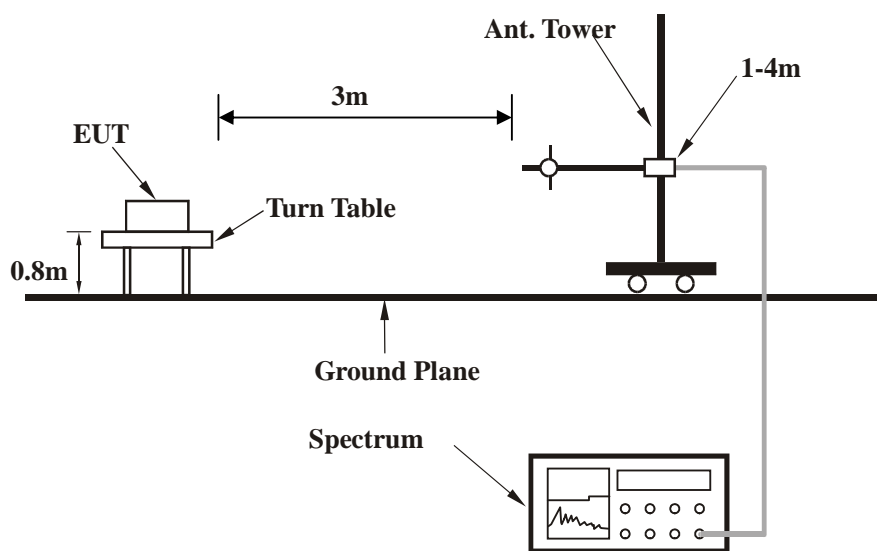 Ant. Tower
1-4m
3m
EUT
Turn Table
0.8m
Ground Plane
Spectrum